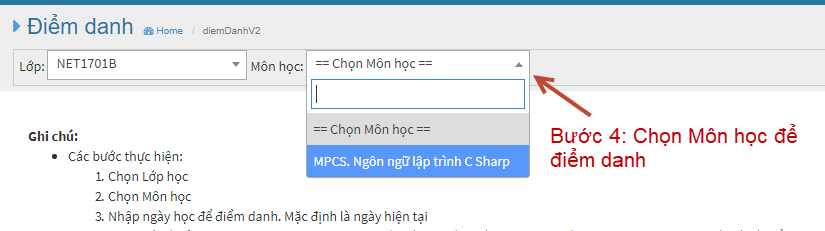 Điểm danh Home / diemDanhV2
Lớp: NET1701B Môn học: == Chọn Môn học ==
== Chọn Môn học ==
MPCS. Ngôn ngữ lập trình C Sharp
Bước 4: Chọn Môn học để
điểm danh
Ghi chú:
• Các bước thực hiện:
1. Chọn Lớp học
2. Chọn Môn học
3. Nhập ngày học để điểm danh. Mặc định là ngày hiện tại